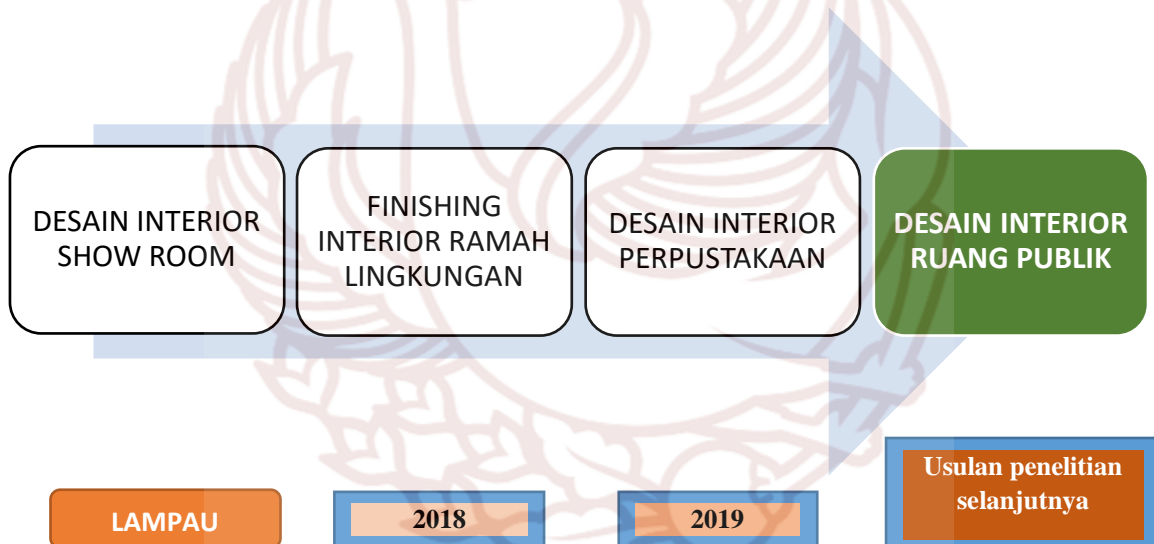 DESAIN INTERIOR
SHOW ROOM
FINISHING
INTERIOR RAMAH
LINGKUNGAN
DESAIN INTERIOR
PERPUSTAKAAN
DESAIN INTERIOR
RUANG PUBLIK
LAMPAU
2018
2019
Usulan penelitian
selanjutnya